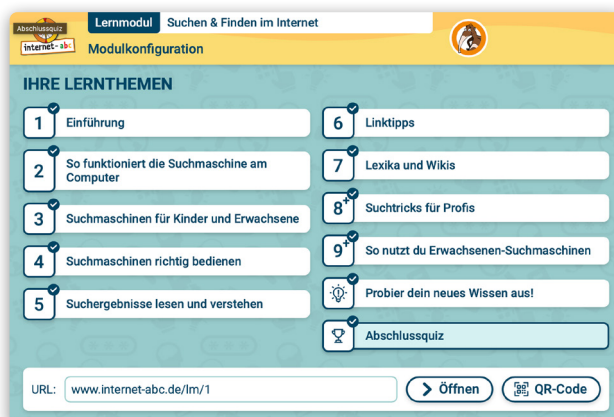 Abschlussquiz
internet-abc
Lernmodul Suchen & Finden im Internet
Modulkonfiguration
IHRE LERNTHEMEN
1 Einführung
2 So funktioniert die Suchmaschine am
Computer
3 Suchmaschinen für Kinder und Erwachsene
4 Suchmaschinen richtig bedienen
5 Suchergebnisse lesen und verstehen
6 Linktipps
7 Lexika und Wikis
8+ Suchtricks für Profis
9+ So nutzt du Erwachsenen-Suchmaschinen
Probier dein neues Wissen aus!
Abschlussquiz
URL: www.internet-abc.de/lm/1
Öffnen
QR-Code